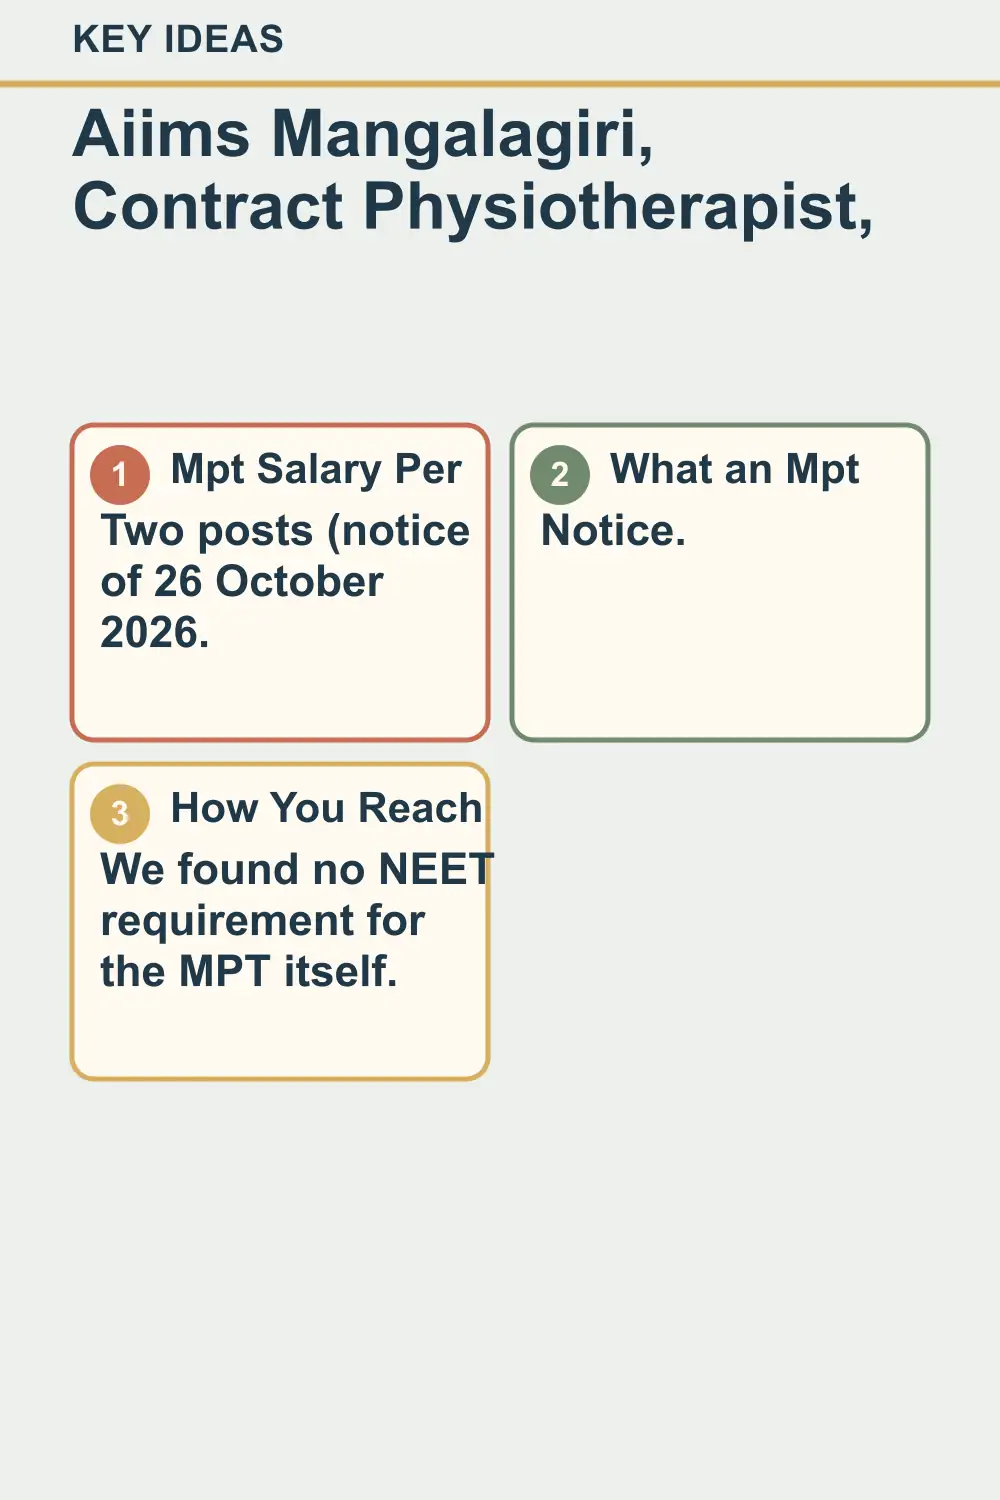 KEY IDEAS
Aiims Mangalagiri,
Contract Physiotherapist,
1 Mpt Salary Per
Two posts (notice
of 26 October
2026.
2 What an Mpt
Notice.
3 How You Reach
We found no NEET
requirement for
the MPT itself.